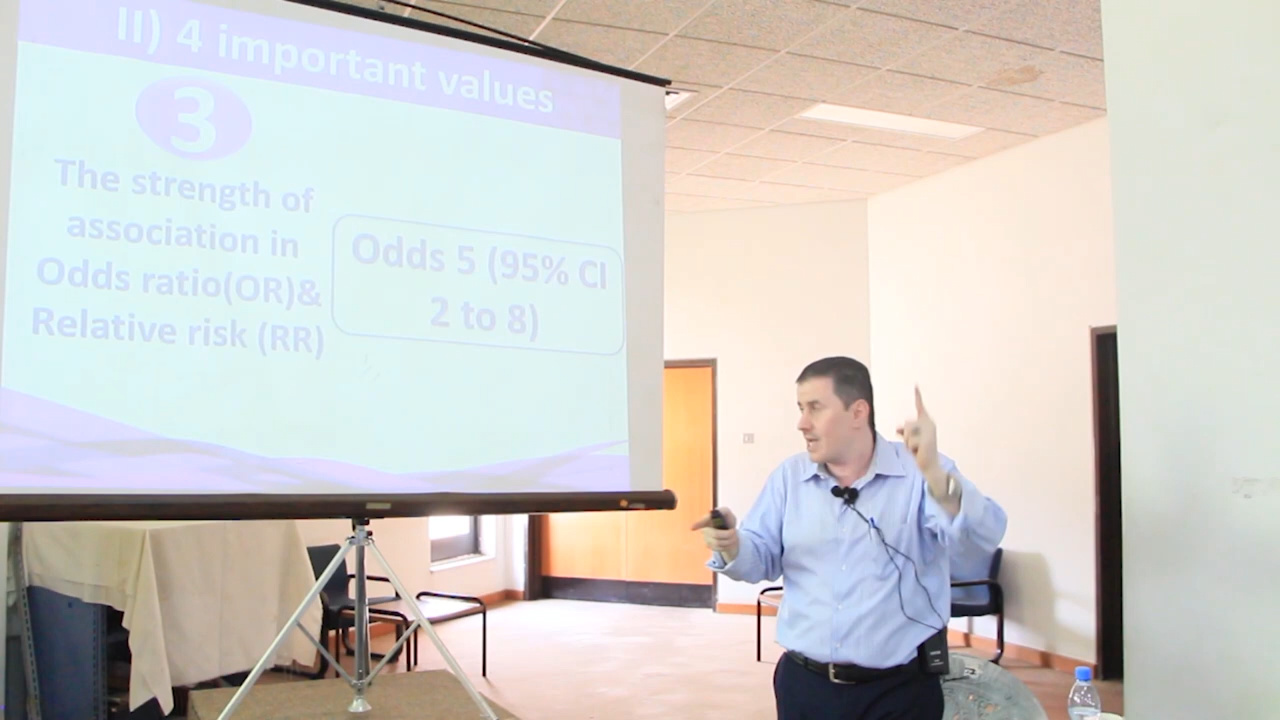 II) 4 important values
3
The strength of
association in
Odds ratio(OR)&
Relative risk (RR)
Odds 5 (95% CI
2 to 8)